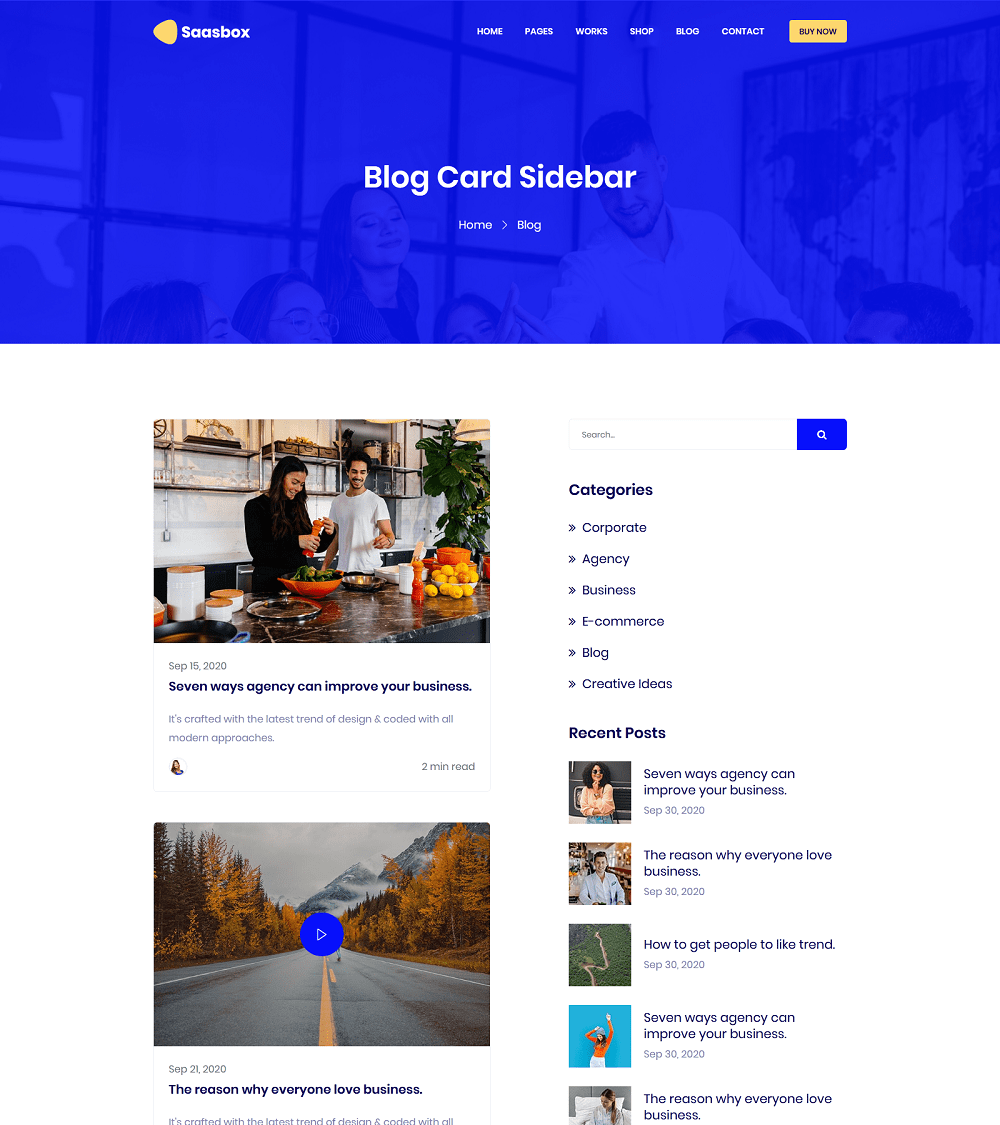 Saasbox
HOME PAGES WORKS SHOP BLOG CONTACT BUY NOW
Blog Card Sidebar
Home > Blog
Sep 15, 2020
Seven ways agency can improve your business.
It's crafted with the latest trend of design & coded with all
modern approaches.
2 min read
Sep 21, 2020
The reason why everyone love business.
It's crafted with the latest trend of design & coded with all
Search...
Categories
» Corporate
» Agency
» Business
» E-commerce
» Blog
» Creative Ideas
Recent Posts
Seven ways agency can
improve your business.
Sep 30, 2020
The reason why everyone love
business.
Sep 30, 2020
How to get people to like trend.
Sep 30, 2020
Seven ways agency can
improve your business.
Sep 30, 2020
The reason why everyone love
business.